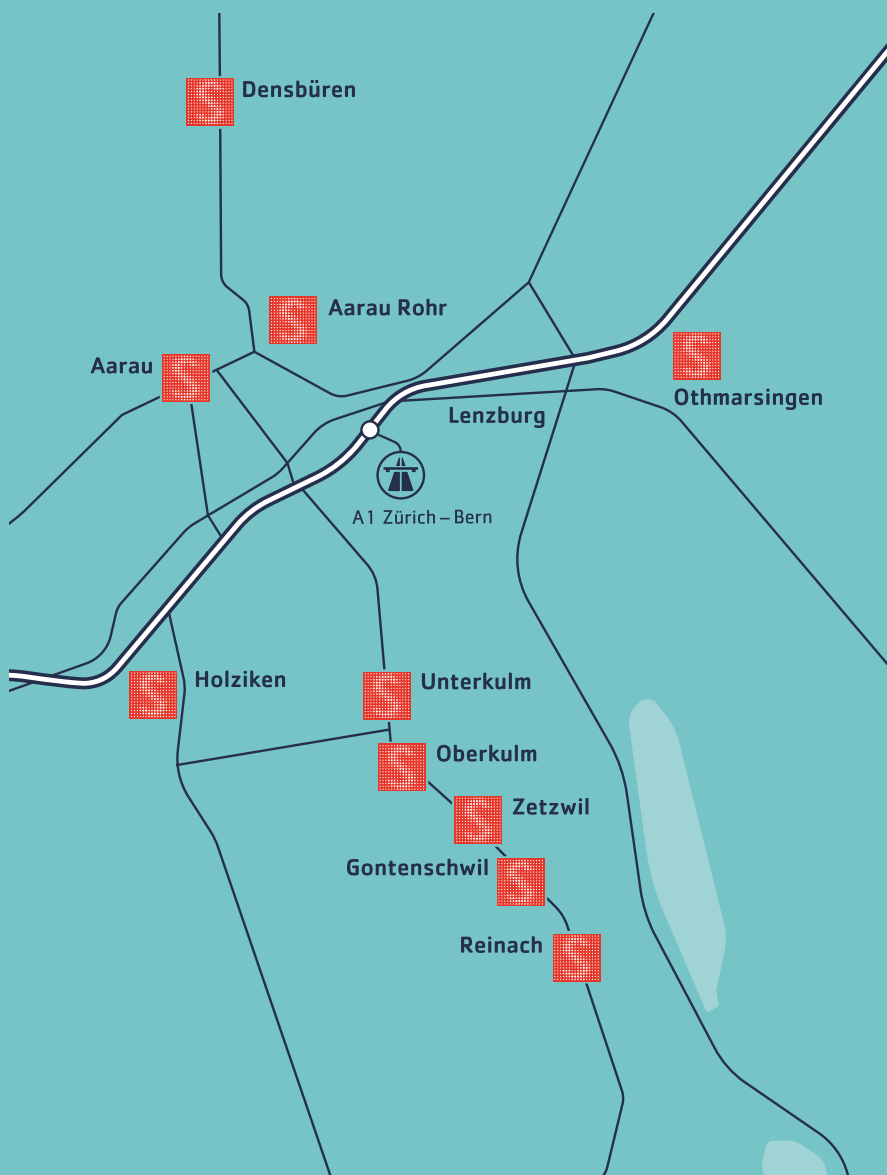 Densbüren
Aarau Rohr
Aarau
Othmarsingen
Lenzburg
A1 Zürich – Bern
Holziken
Unterkulm
Oberkulm
Zetzwil
Gontenschwil
Reinach